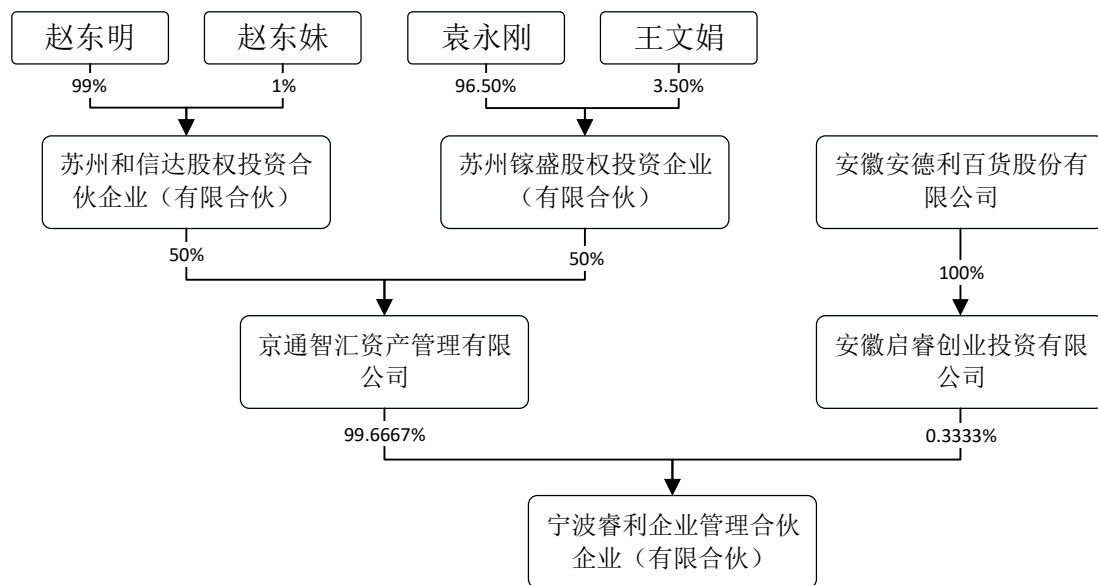 赵东明
赵东妹
袁永刚
王文娟
99%
1%
96.50%
3.50%
苏州和信达股权投资合
伙企业（有限合伙）
苏州镓盛股权投资企业
（有限合伙）
安徽安德利百货股份有
限公司
50%
50%
100%
京通智汇资产管理有限
公司
安徽启睿创业投资有限
公司
99.6667%
0.3333%
宁波睿利企业管理合伙
企业（有限合伙）